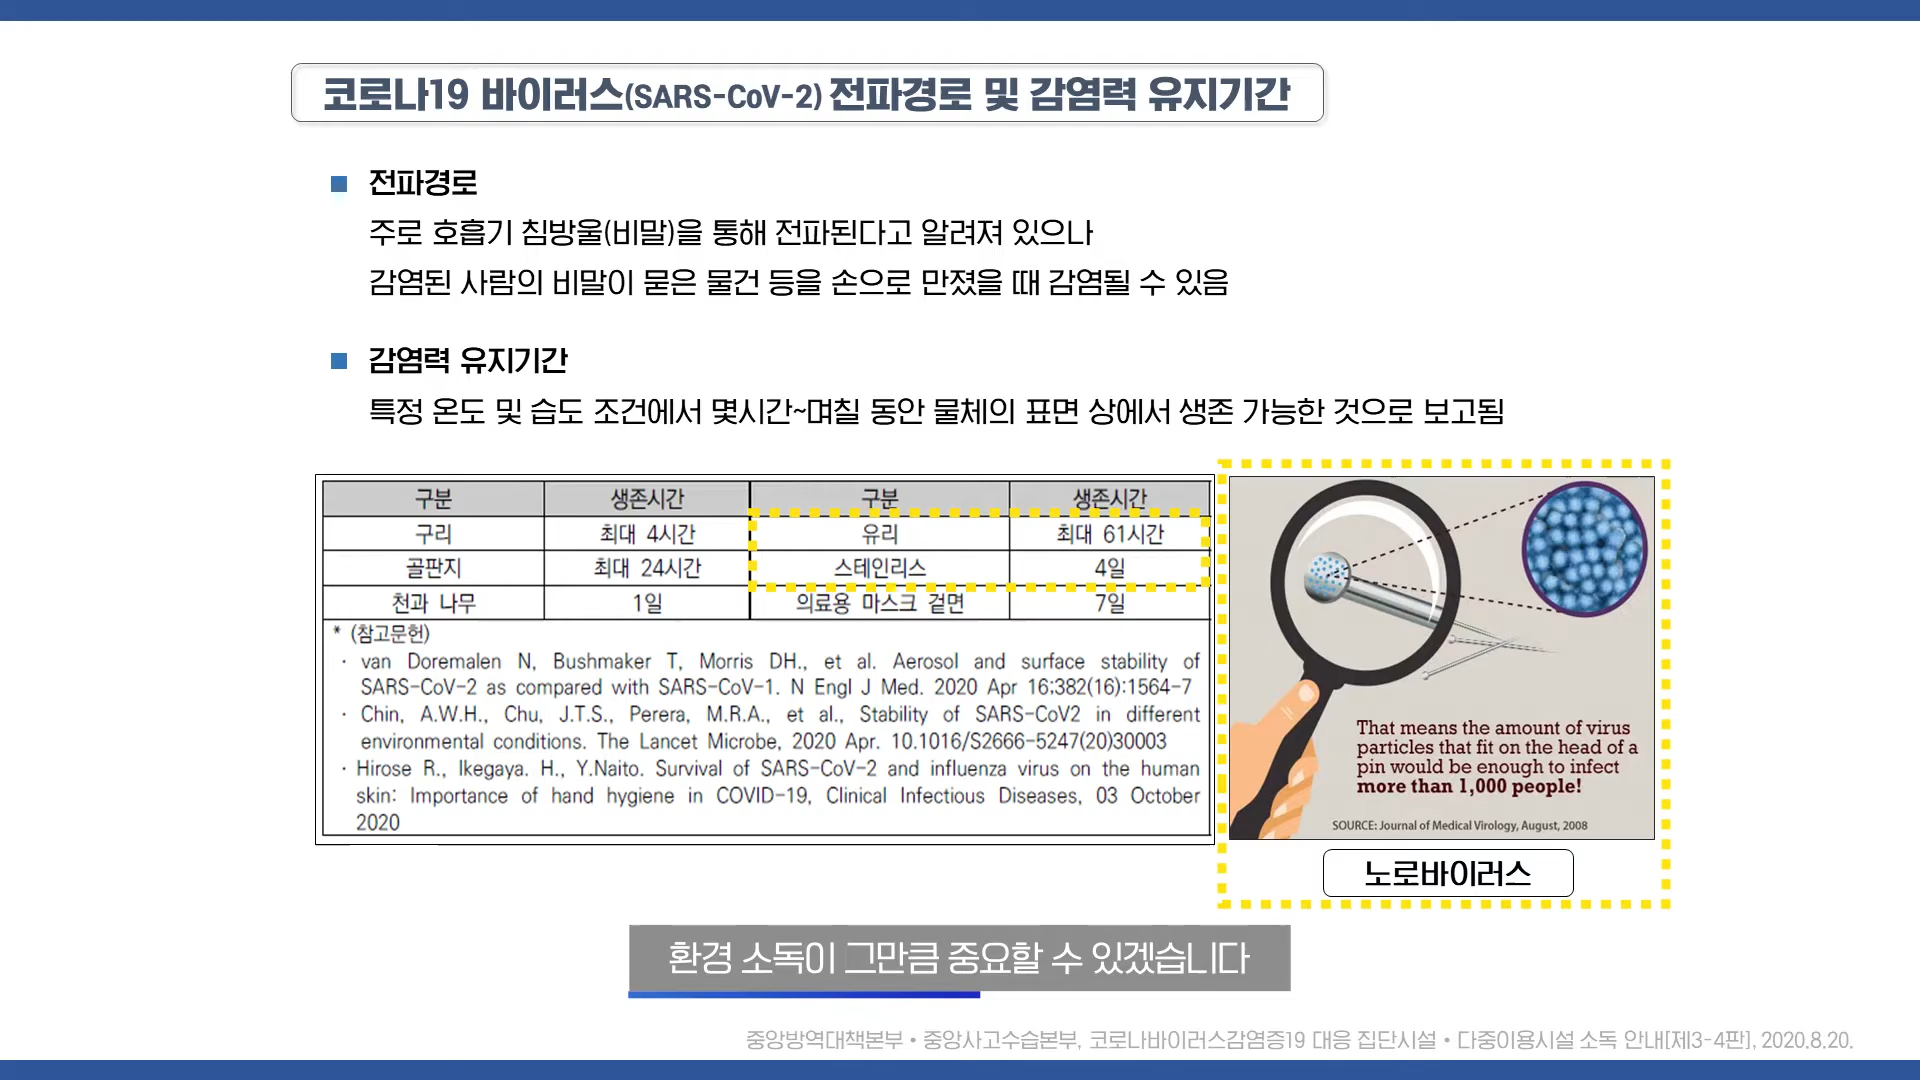 코로나19 바이러스(SARS-CoV-2) 전파경로 및 감염력 유지기간
전파경로
주로 호흡기 침방울(비말)을 통해 전파된다고 알려져 있으나
감염된 사람의 비말이 묻은 물건 등을 손으로 만졌을 때 감염될 수 있음
감염력 유지기간
특정 온도 및 습도 조건에서 몇시간~며칠 동안 물체의 표면 상에서 생존 가능한 것으로 보고됨
구분 생존시간 구분 생존시간
구리 최대 4시간 유리 최대 61시간
골판지 최대 24시간 스테인리스 4일
천과 나무 1일 의료용 마스크 겉면 7일
* (참고문헌)
· van Doremalen N, Bushmaker T, Morris DH., et al. Aerosol and surface stability of
SARS-CoV-2 as compared with SARS-CoV-1. N Engl J Med. 2020 Apr 16;382(16):1564-7
· Chin, A.W.H., Chu, J.T.S., Perera, M.R.A., et al., Stability of SARS-CoV2 in different
environmental conditions. The Lancet Microbe, 2020 Apr. 10.1016/S2666-5247(20)30003
· Hirose R., Ikegaya. H., Y.Naito. Survival of SARS-CoV-2 and influenza virus on the human
skin: Importance of hand hygiene in COVID-19, Clinical Infectious Diseases, 03 October
2020
That means the amount of virus
particles that fit on the head of a
pin would be enough to infect
more than 1,000 people!
SOURCE: Journal of Medical Virology, August, 2008
노로바이러스
환경 소독이 그만큼 중요할 수 있겠습니다
중앙방역대책본부 • 중앙사고수습본부, 코로나바이러스감염증19 대응 집단시설 • 다중이용시설 소독 안내[제3-4판], 2020.8.20.